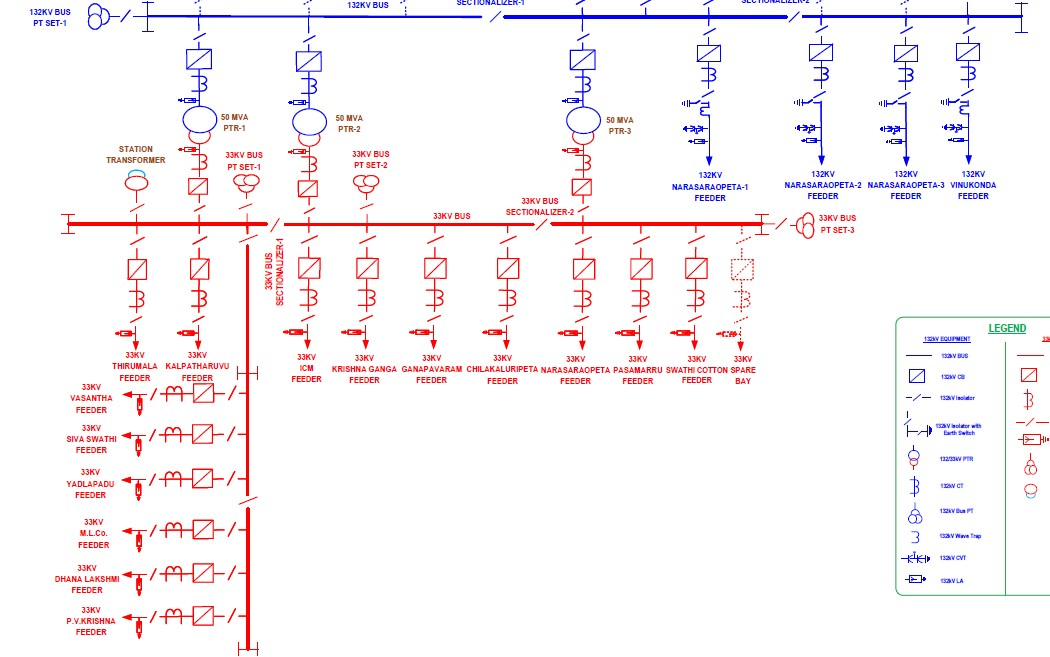 132KV BUS
PT SET-1
132KV BUS
SECTIONALIZER-1
SECTIONALIZER-2
50 MVA
PTR-1
50 MVA
PTR-2
50 MVA
PTR-3
STATION
TRANSFORMER
33KV BUS
PT SET-1
33KV BUS
PT SET-2
132KV
NARASARAOPETA-1
FEEDER
132KV
NARASARAOPETA-2
FEEDER
132KV
NARASARAOPETA-3
FEEDER
132KV
VINUKONDA
FEEDER
33KV BUS
33KV BUS
SECTIONALIZER-2
33KV BUS
PT SET-3
33KV BUS
SECTIONALIZER-1
33KV
THIRUMALA
FEEDER
33KV
KALPATHARUVU
FEEDER
33KV
ICM
FEEDER
33KV
KRISHNA GANGA
FEEDER
33KV
GANAPAVARAM
FEEDER
33KV
CHILAKALURIPETA
FEEDER
33KV
NARASARAOPETA
FEEDER
33KV
PASAMARRU
FEEDER
33KV
SWATHI COTTON
FEEDER
33KV
SPARE
BAY
33KV
VASANTHA
FEEDER
33KV
SIVA SWATHI
FEEDER
33KV
YADLAPADU
FEEDER
33KV
M.L.Co.
FEEDER
33KV
DHANA LAKSHMI
FEEDER
33KV
P.V.KRISHNA
FEEDER
LEGEND
132kV EQUIPMENT
132kV BUS
132kV CB
132kV Isolator
132kV Isolator with
Earth Switch
132/33kV PTR
132kV CT
132kV Bus PT
132kV Wave Trap
132kV CVT
132kV LA